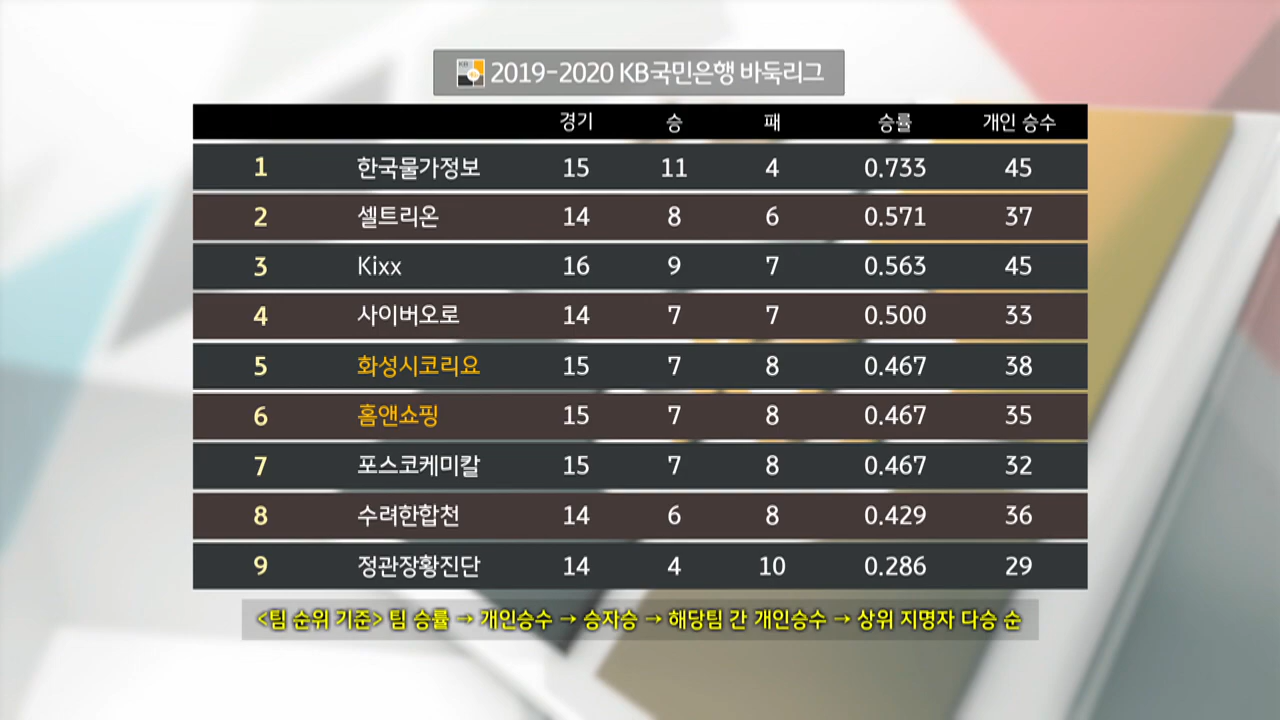 2019-2020 KB국민은행 바둑리그
경기 승 패 승률 개인 승수
1 한국물가정보 15 11 4 0.733 45
2 셀트리온 14 8 6 0.571 37
3 Kixx 16 9 7 0.563 45
4 사이버오로 14 7 7 0.500 33
5 화성시코리요 15 7 8 0.467 38
6 홈앤쇼핑 15 7 8 0.467 35
7 포스코케미칼 15 7 8 0.467 32
8 수려한합천 14 6 8 0.429 36
9 정관장황진단 14 4 10 0.286 29
<팀 순위 기준> 팀 승률 → 개인승수 → 승자승 → 해당팀 간 개인승수 → 상위 지명자 다승 순